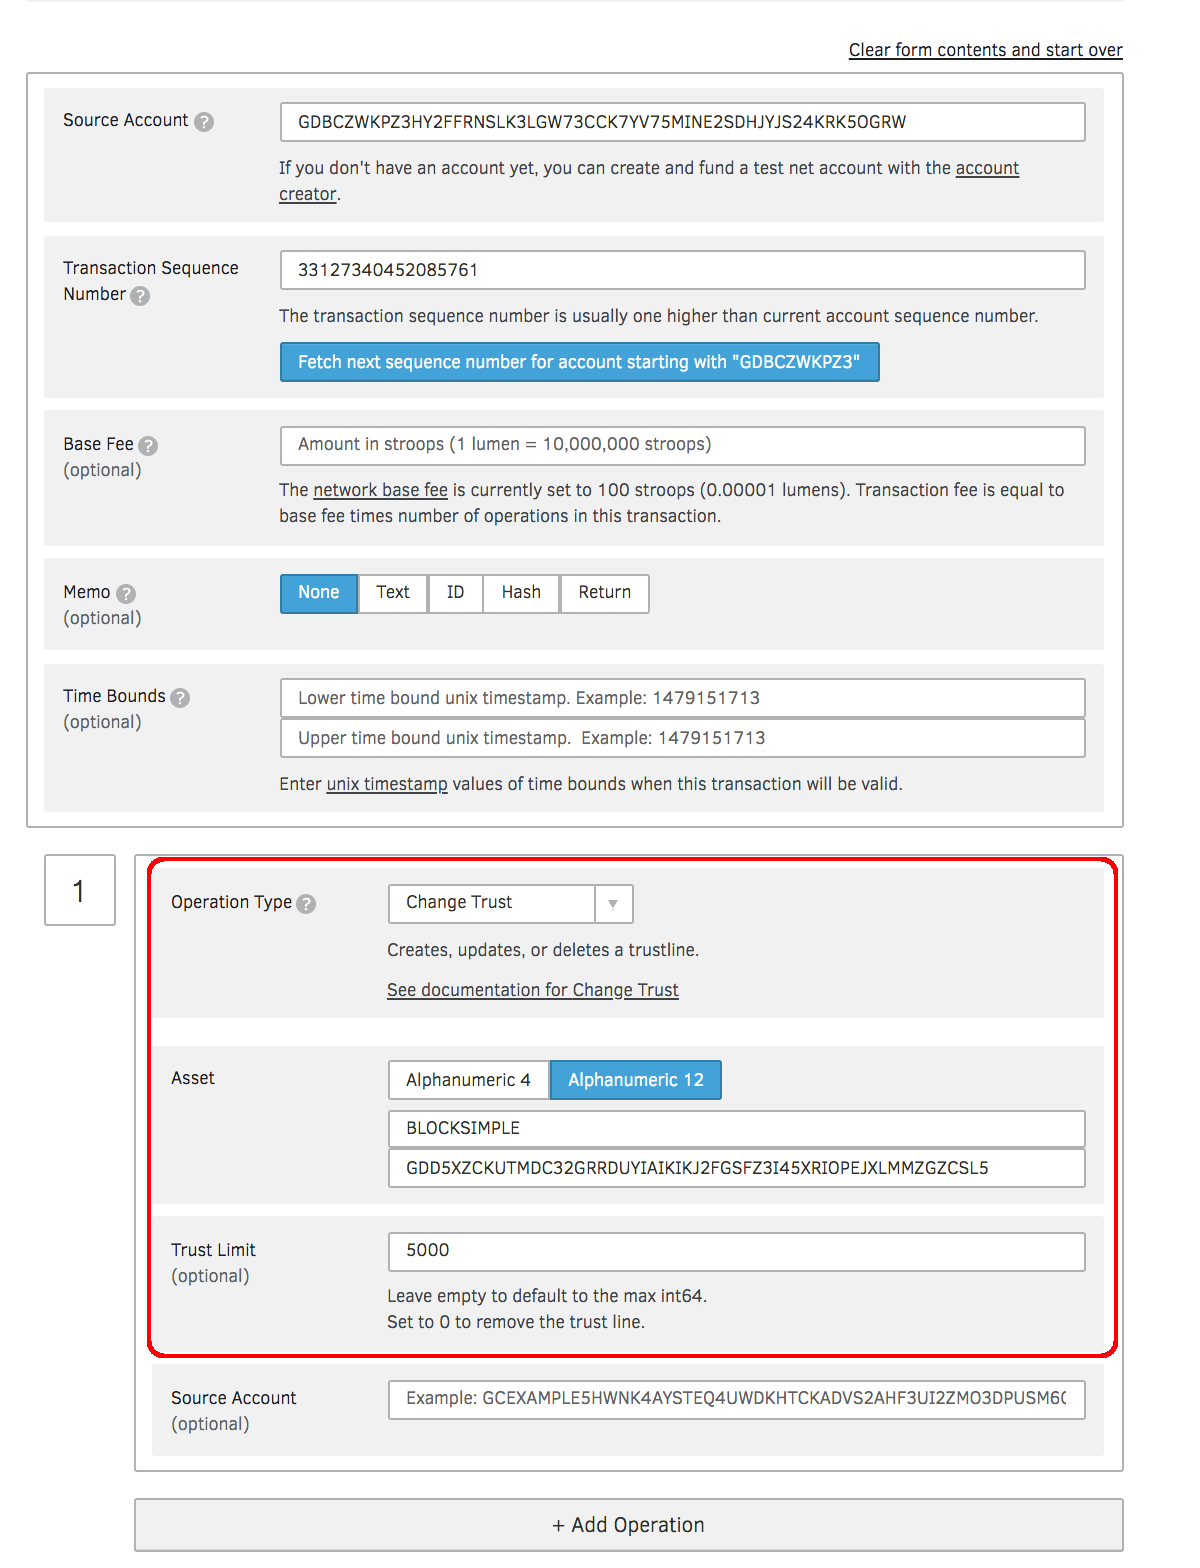 Clear form contents and start over
Source Account ?
GDBCZWKPZ3HY2FFRNSLK3LGW73CCK7YV75MINE2SDHJYJS24KRK5OGRW
If you don't have an account yet, you can create and fund a test net account with the account
creator.
Transaction Sequence
Number ?
33127340452085761
The transaction sequence number is usually one higher than current account sequence number.
Fetch next sequence number for account starting with "GDBCZWKPZ3"
Base Fee ?
(optional)
Amount in stroops (1 lumen = 10,000,000 stroops)
The network base fee is currently set to 100 stroops (0.00001 lumens). Transaction fee is equal to
base fee times number of operations in this transaction.
Memo ?
(optional)
None Text ID Hash Return
Time Bounds ?
(optional)
Lower time bound unix timestamp. Example: 1479151713
Upper time bound unix timestamp. Example: 1479151713
Enter unix timestamp values of time bounds when this transaction will be valid.
1
Operation Type ?
Change Trust
Creates, updates, or deletes a trustline.
See documentation for Change Trust
Asset
Alphanumeric 4 Alphanumeric 12
BLOCKSIMPLE
GDD5XZCKUTMDC32GRRDUYIAIKIKJ2FGSFZ3I45XRIOPEJXLMMZGZCSL5
Trust Limit
(optional)
5000
Leave empty to default to the max int64.
Set to 0 to remove the trust line.
Source Account
(optional)
Example: GCEXAMPLE5HWNK4AYSTEQ4UWDKHTCKADVS2AHF3UI2ZMO3DPUSM6
+ Add Operation